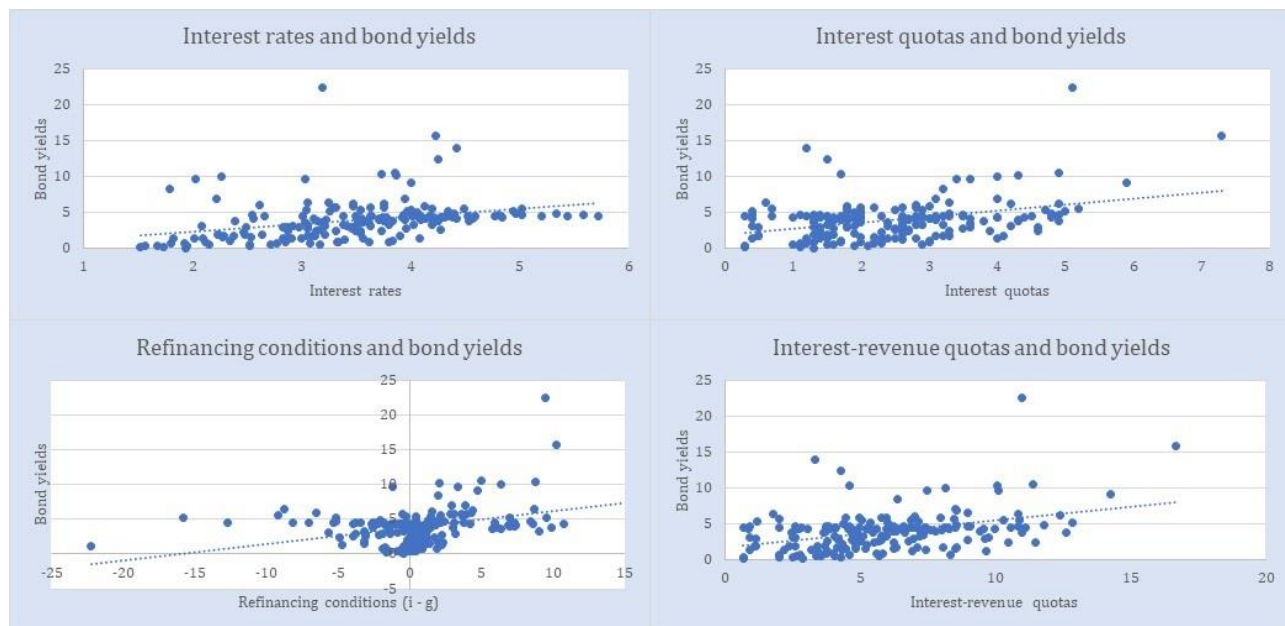 Interest rates and bond yields
25
20
15
10
5
0
Bond yields
1 2 3 4 5 6
Interest rates
Interest quotas and bond yields
25
20
15
10
5
0
Bond yields
0 1 2 3 4 5 6 7 8
Interest quotas
Refinancing conditions and bond yields
25
20
15
10
5
0
-5
Bond yields
-25 -20 -15 -10 -5 0 5 10 15
Refinancing conditions (i - g)
Interest-revenue quotas and bond yields
25
20
15
10
5
0
Bond yields
0 5 10 15 20
Interest-revenue quotas